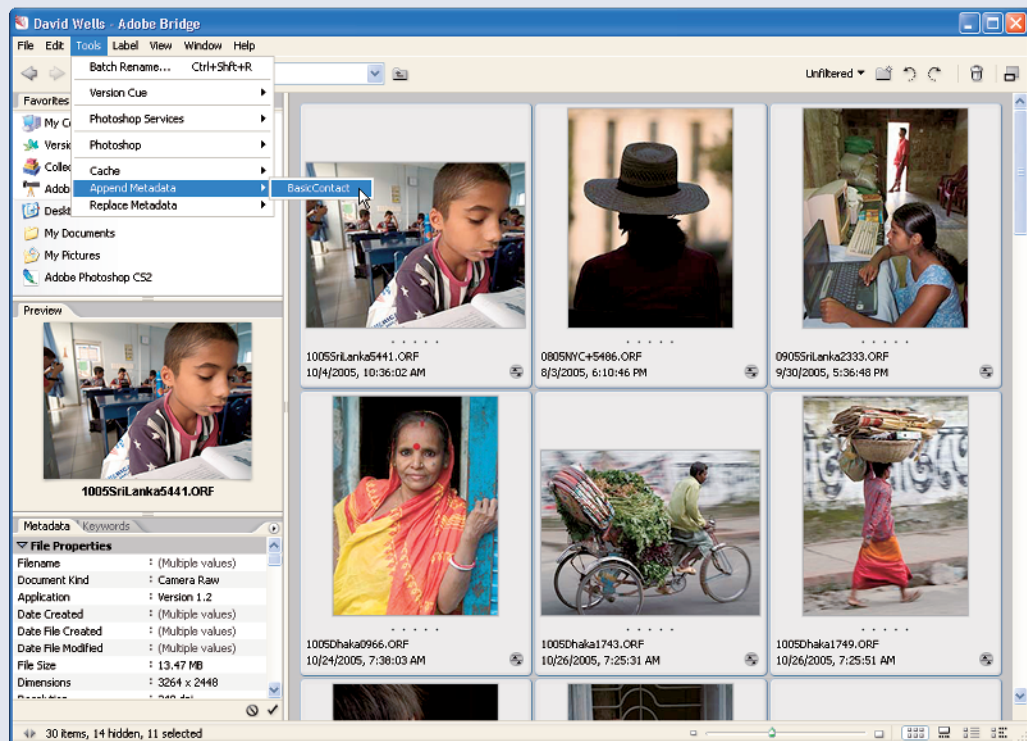 David Wells - Adobe Bridge
File Edit Tools Label View Window Help
Batch Rename... Ctrl+Shft+R
Version Cue
Photoshop Services
Photoshop
Cache
Append Metadata
BasicContact
Replace Metadata
Unfiltered
Favorites
My Documents
My Pictures
Adobe Photoshop CS2
Preview
1005SriLanka5441.ORF
Metadata Keywords
File Properties
Filename : (Multiple values)
Document Kind : Camera Raw
Application : Version 1.2
Date Created : (Multiple values)
Date File Created : (Multiple values)
Date File Modified : (Multiple values)
File Size : 13.47 MB
Dimensions : 3264 x 2448
1005SriLanka5441.ORF
10/4/2005, 10:36:02 AM
0805NYC+5486.ORF
8/3/2005, 6:10:46 PM
0905SriLanka2333.ORF
9/30/2005, 5:36:48 PM
1005Dhaka0966.ORF
10/24/2005, 7:38:03 AM
1005Dhaka1743.ORF
10/26/2005, 7:25:31 AM
1005Dhaka1749.ORF
10/26/2005, 7:25:51 AM
30 items, 14 hidden, 11 selected